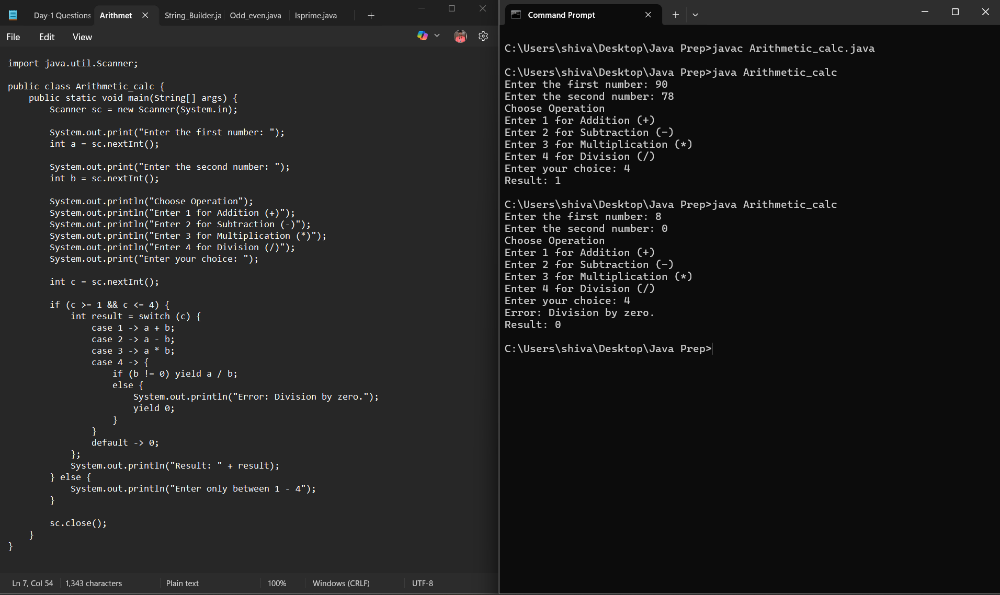 Day-1 Questions
Arithmet
String_Builder.ja
Odd_even.java
Isprime.java
File
Edit
View
import java.util.Scanner;
public class Arithmetic_calc {
    public static void main(String[] args) {
        Scanner sc = new Scanner(System.in);
        System.out.print("Enter the first number: ");
        int a = sc.nextInt();
        System.out.print("Enter the second number: ");
        int b = sc.nextInt();
        System.out.println("Choose Operation");
        System.out.println("Enter 1 for Addition (+)");
        System.out.println("Enter 2 for Subtraction (-)");
        System.out.println("Enter 3 for Multiplication (*)");
        System.out.println("Enter 4 for Division (/)");
        System.out.print("Enter your choice: ");
        int c = sc.nextInt();
        if (c >= 1 && c <= 4) {
            int result = switch (c) {
                case 1 -> a + b;
                case 2 -> a - b;
                case 3 -> a * b;
                case 4 -> {
                    if (b != 0) yield a / b;
                    else {
                        System.out.println("Error: Division by zero.");
                        yield 0;
                    }
                }
                default -> 0;
            };
            System.out.println("Result: " + result);
        } else {
            System.out.println("Enter only between 1 - 4");
        }
        sc.close();
    }
}
Ln 7, Col 54
1,343 characters
Plain text
100%
Windows (CRLF)
UTF-8
Command Prompt
C:\Users\shiva\Desktop\Java Prep>javac Arithmetic_calc.java
C:\Users\shiva\Desktop\Java Prep>java Arithmetic_calc
Enter the first number: 90
Enter the second number: 78
Choose Operation
Enter 1 for Addition (+)
Enter 2 for Subtraction (-)
Enter 3 for Multiplication (*)
Enter 4 for Division (/)
Enter your choice: 4
Result: 1
C:\Users\shiva\Desktop\Java Prep>java Arithmetic_calc
Enter the first number: 8
Enter the second number: 0
Choose Operation
Enter 1 for Addition (+)
Enter 2 for Subtraction (-)
Enter 3 for Multiplication (*)
Enter 4 for Division (/)
Enter your choice: 4
Error: Division by zero.
Result: 0
C:\Users\shiva\Desktop\Java Prep>